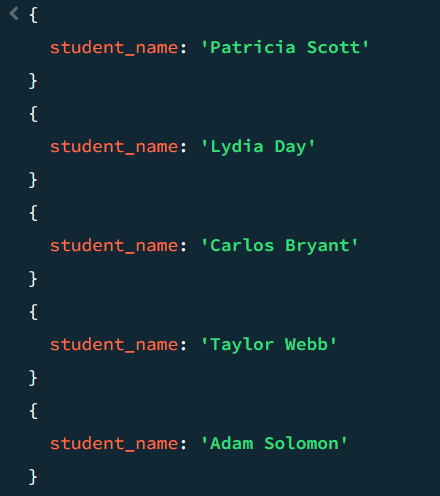 {
student_name: 'Patricia Scott'
}
{
student_name: 'Lydia Day'
}
{
student_name: 'Carlos Bryant'
}
{
student_name: 'Taylor Webb'
}
{
student_name: 'Adam Solomon'
}